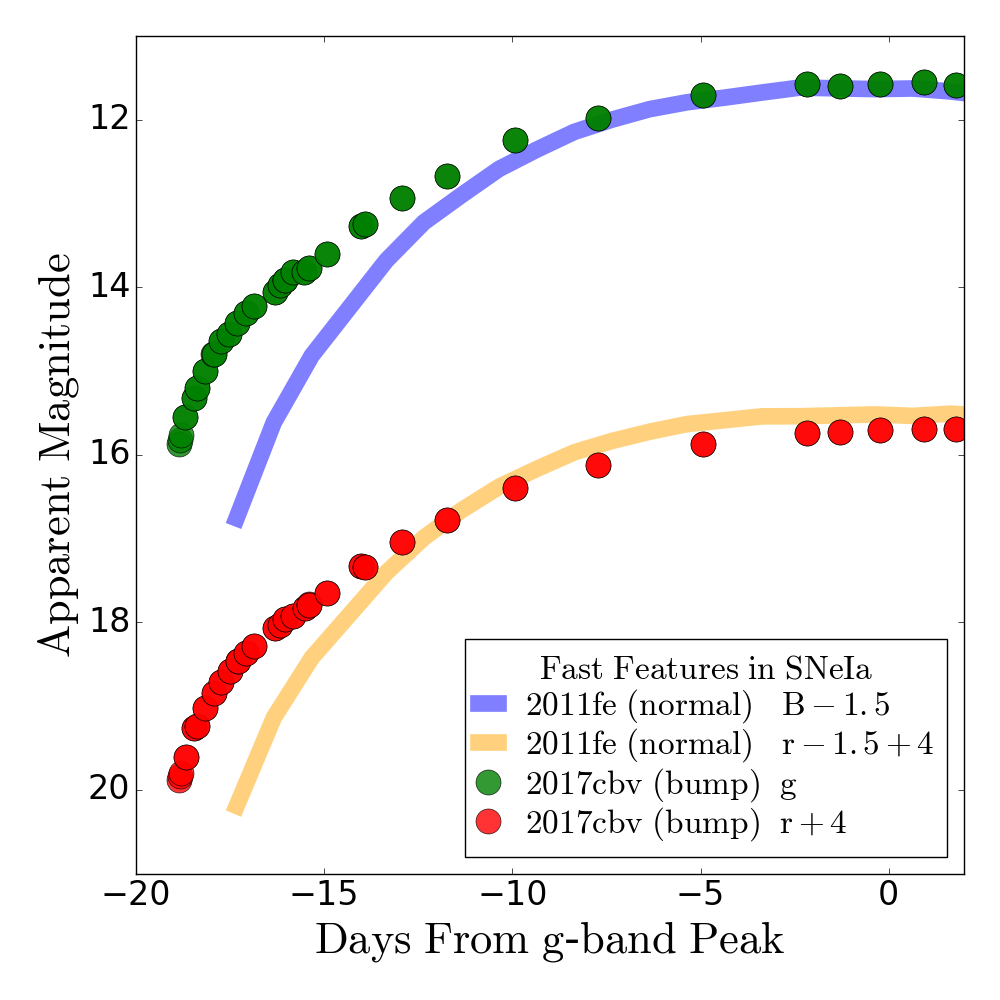 12
14
16
18
20
Apparent Magnitude
Fast Features in SNeIa
2011fe (normal) B − 1.5
2011fe (normal) r − 1.5 + 4
2017cbv (bump) g
2017cbv (bump) r + 4
−20 −15 −10 −5 0
Days From g-band Peak